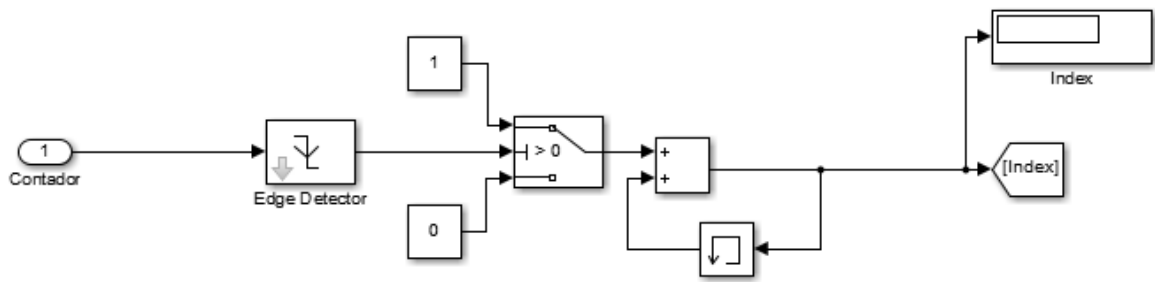 1
Contador
Edge Detector
1
0
> 0
+
+
Index
[Index]